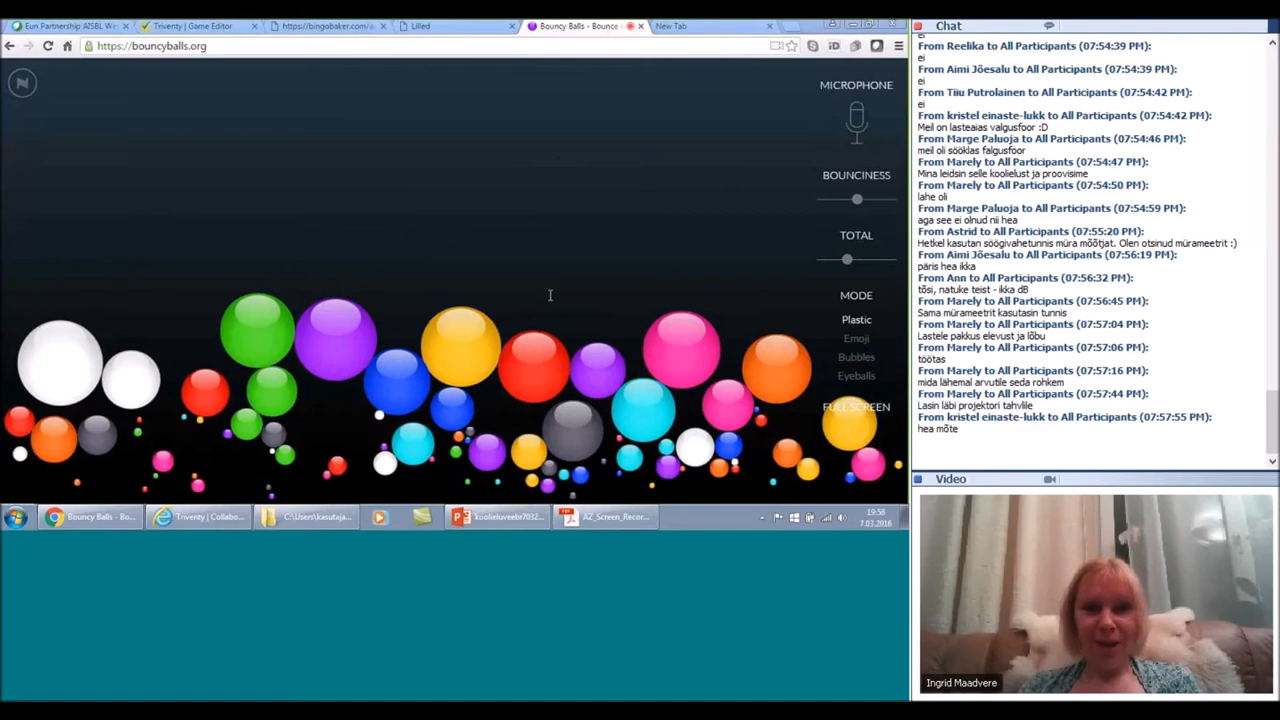 Eun Partnership AISBL We
Triventy | Game Editor
https://bingobaker.com/#
Lilled
Bouncy Balls - Bounce
New Tab
https://bouncyballs.org
iD
N
MICROPHONE
BOUNCINESS
TOTAL
MODE
Plastic
Emoji
Bubbles
Eyeballs
FULL SCREEN
Bouncy Balls - Bo...
Triventy | Collabo...
C:\Users\kasutaja...
koolieluveebr7032...
AZ_Screen_Recor...
19:58
7.03.2016
Chat
ei
From Reelika to All Participants (07:54:39 PM):
ei
From Aimi Jõesalu to All Participants (07:54:39 PM):
ei
From Tiiu Putrolainen to All Participants (07:54:42 PM):
ei
From kristel einaste-lukk to All Participants (07:54:42 PM):
Meil on lasteaias valgusfoor :D
From Marge Paluoja to All Participants (07:54:46 PM):
meil oli sööklas falgusfoor
From Marely to All Participants (07:54:47 PM):
Mina leidsin selle koolielust ja proovisime
From Marely to All Participants (07:54:50 PM):
lahe oli
From Marge Paluoja to All Participants (07:54:59 PM):
aga see ei olnud nii hea
From Astrid to All Participants (07:55:20 PM):
Hetkel kasutan söögivahetunnis müra mõõtjat. Olen otsinud mürameetrit :)
From Aimi Jõesalu to All Participants (07:56:19 PM):
päris hea ikka
From Ann to All Participants (07:56:32 PM):
tõsi, natuke teist - ikka dB
From Marely to All Participants (07:56:45 PM):
Sama mürameetrit kasutasin tunnis
From Marely to All Participants (07:57:04 PM):
Lastele pakkus elevust ja lõbu
From Marely to All Participants (07:57:06 PM):
töötas
From Marely to All Participants (07:57:16 PM):
mida lähemal arvutile seda rohkem
From Marely to All Participants (07:57:44 PM):
Lasin läbi projektori tahvlile
From kristel einaste-lukk to All Participants (07:57:55 PM):
hea mõte
Video
Ingrid Maadvere